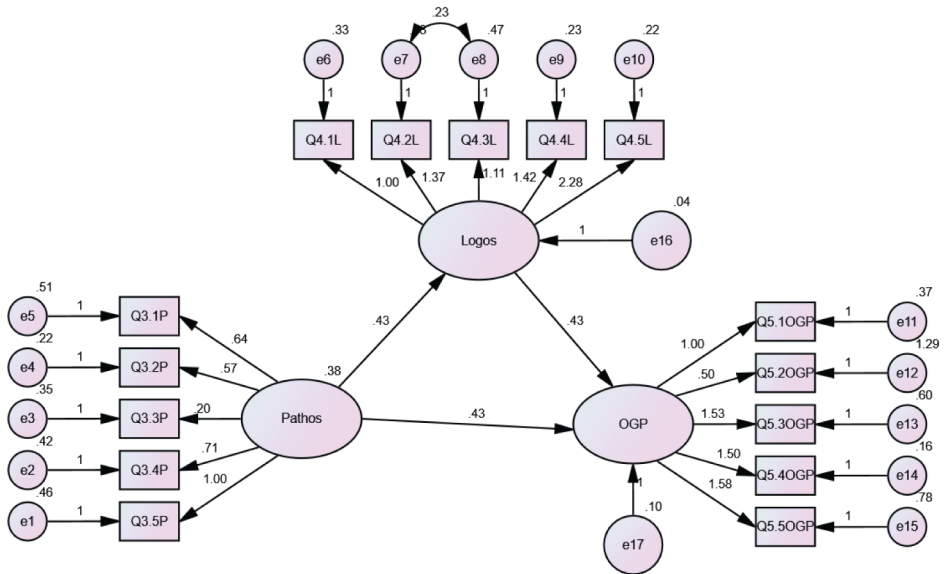 .23
.33
.47
.23
.22
e6
e7
e8
e9
e10
1
1
1
1
1
Q4.1L
Q4.2L
Q4.3L
Q4.4L
Q4.5L
1.00
1.37
1.11
1.42
2.28
.04
Logos
1
e16
.51
e5
1
Q3.1P
.22
e4
1
Q3.2P
.35
e3
1
Q3.3P
.42
e2
1
Q3.4P
.46
e1
1
Q3.5P
.64
.57
.20
.71
1.00
.38
Pathos
.43
.43
.43
OGP
1
.10
e17
1.00
.50
1.53
1.50
1.58
.37
Q5.1OGP
1
e11
1.29
Q5.2OGP
1
e12
.60
Q5.3OGP
1
e13
.16
Q5.4OGP
1
e14
.78
Q5.5OGP
1
e15